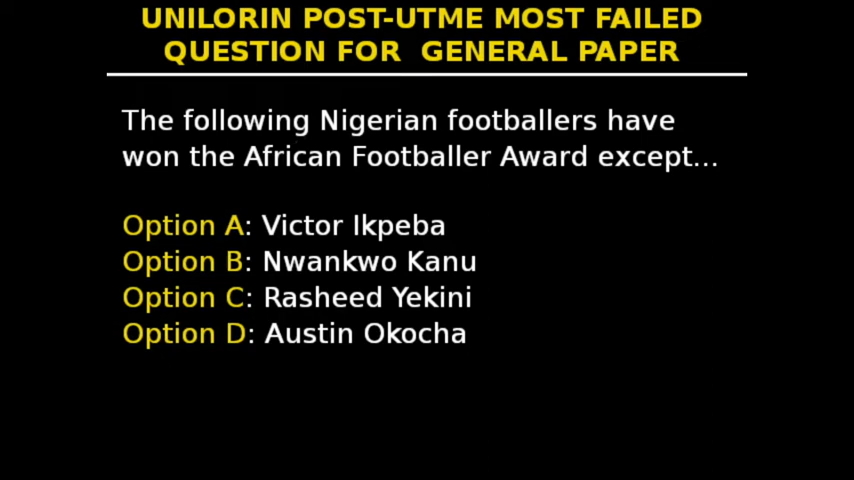 UNILORIN POST-UTME MOST FAILED
QUESTION FOR GENERAL PAPER
The following Nigerian footballers have
won the African Footballer Award except...
Option A: Victor Ikpeba
Option B: Nwankwo Kanu
Option C: Rasheed Yekini
Option D: Austin Okocha